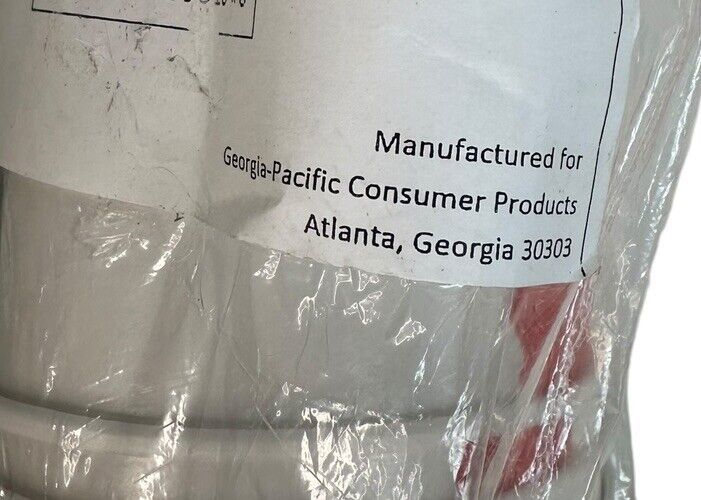 Manufactured for
Georgia-Pacific Consumer Products
Atlanta, Georgia 30303